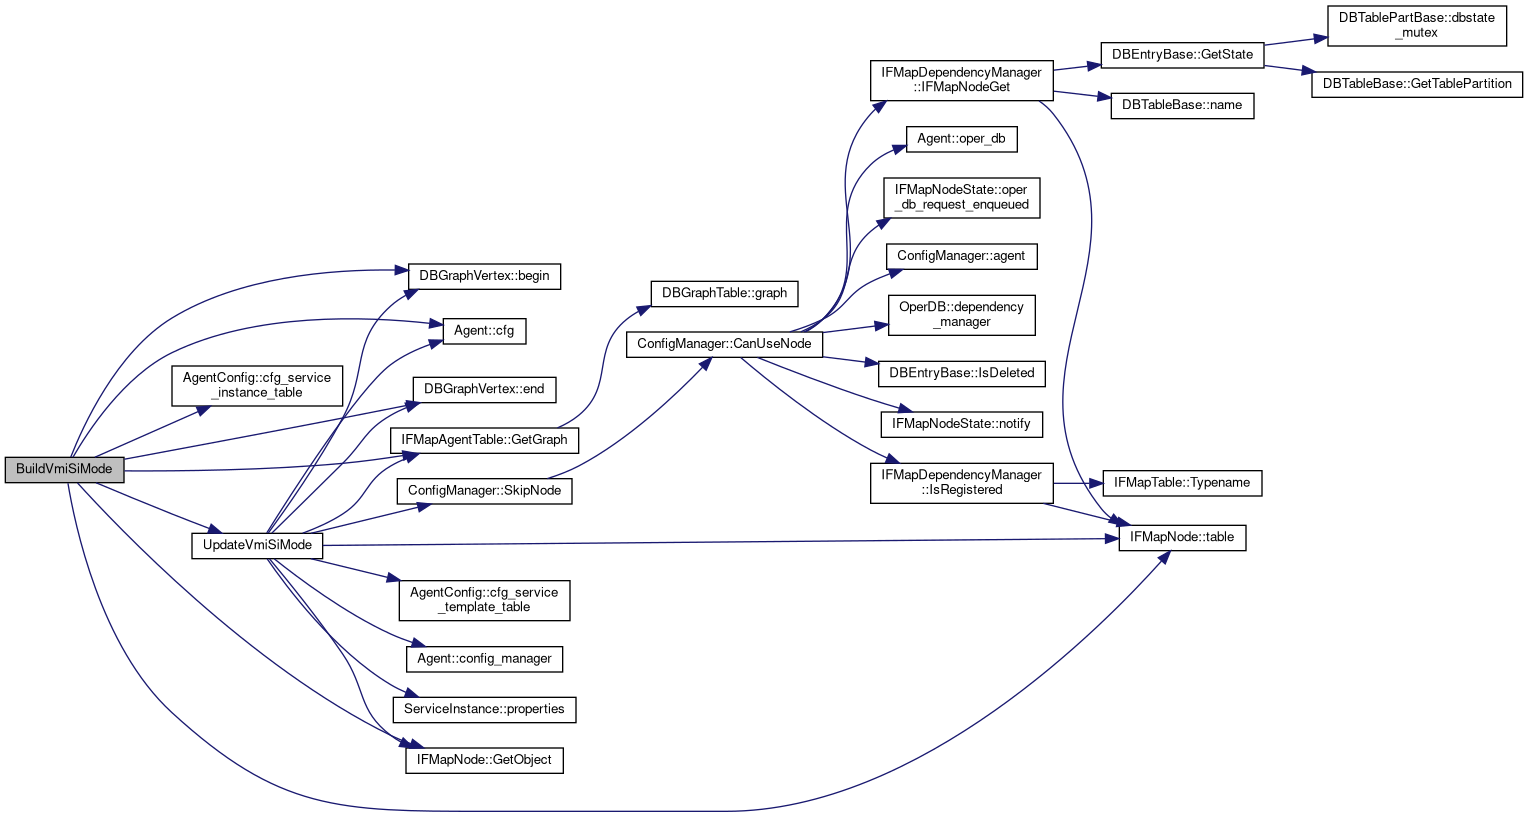 BuildVmiSiMode
AgentConfig::cfg_service
_instance_table
UpdateVmiSiMode
DBGraphVertex::begin
Agent::cfg
DBGraphVertex::end
IFMapAgentTable::GetGraph
ConfigManager::SkipNode
AgentConfig::cfg_service
_template_table
Agent::config_manager
ServiceInstance::properties
IFMapNode::GetObject
DBGraphTable::graph
ConfigManager::CanUseNode
IFMapDependencyManager
::IFMapNodeGet
Agent::oper_db
IFMapNodeState::oper
_db_request_enqueued
ConfigManager::agent
OperDB::dependency
_manager
DBEntryBase::IsDeleted
IFMapNodeState::notify
IFMapDependencyManager
::IsRegistered
DBEntryBase::GetState
DBTableBase::name
IFMapTable::Typename
IFMapNode::table
DBTablePartBase::dbstate
_mutex
DBTableBase::GetTablePartition